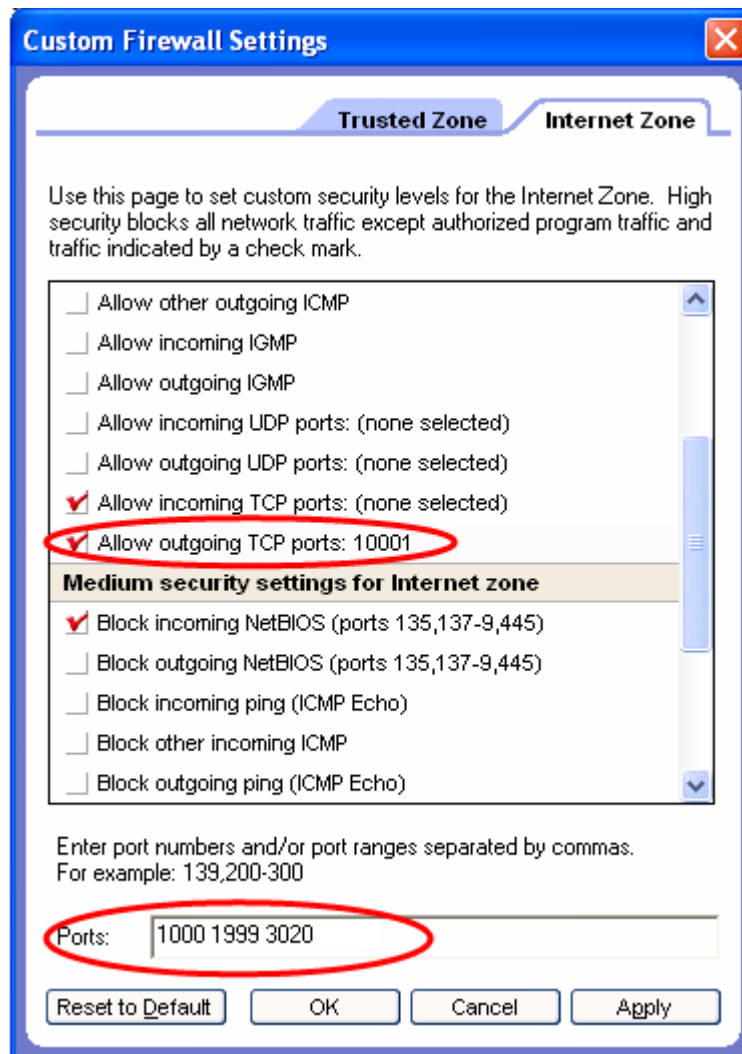 Custom Firewall Settings
Trusted Zone
Internet Zone
Use this page to set custom security levels for the Internet Zone. High
security blocks all network traffic except authorized program traffic and
traffic indicated by a check mark.
Allow other outgoing ICMP
Allow incoming IGMP
Allow outgoing IGMP
Allow incoming UDP ports: (none selected)
Allow outgoing UDP ports: (none selected)
Allow incoming TCP ports: (none selected)
Allow outgoing TCP ports: 10001
Medium security settings for Internet zone
Block incoming NetBIOS (ports 135,137-9,445)
Block outgoing NetBIOS (ports 135,137-9,445)
Block incoming ping (ICMP Echo)
Block other incoming ICMP
Block outgoing ping (ICMP Echo)
Enter port numbers and/or port ranges separated by commas.
For example: 139,200-300
Ports: 1000 1999 3020
Reset to Default
OK
Cancel
Apply